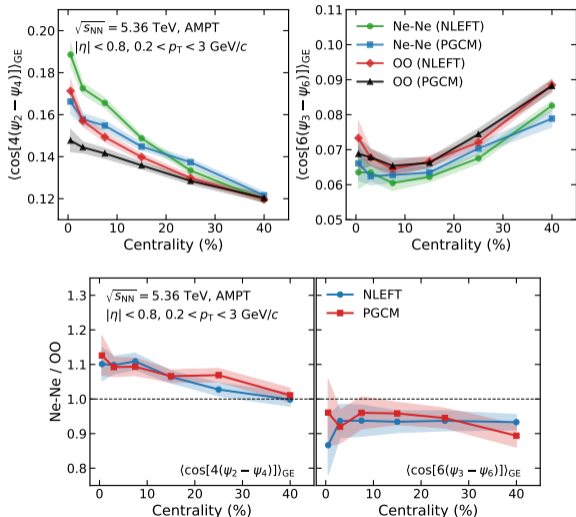 √sNN = 5.36 TeV, AMPT
|η| < 0.8, 0.2 < pT < 3 GeV/c
⟨cos[4(ψ2 − ψ4)]⟩GE
0.20
0.18
0.16
0.14
0.12
0 10 20 30 40 50
Centrality (%)
Ne-Ne (NLEFT)
Ne-Ne (PGCM)
OO (NLEFT)
OO (PGCM)
⟨cos[6(ψ3 − ψ6)]⟩GE
0.11
0.10
0.09
0.08
0.07
0.06
0.05
0 10 20 30 40 50
Centrality (%)
√sNN = 5.36 TeV, AMPT
|η| < 0.8, 0.2 < pT < 3 GeV/c
Ne-Ne / OO
1.3
1.2
1.1
1.0
0.9
0.8
⟨cos[4(ψ2 − ψ4)]⟩GE
0 10 20 30 40 50
Centrality (%)
NLEFT
PGCM
⟨cos[6(ψ3 − ψ6)]⟩GE
0 10 20 30 40 50
Centrality (%)